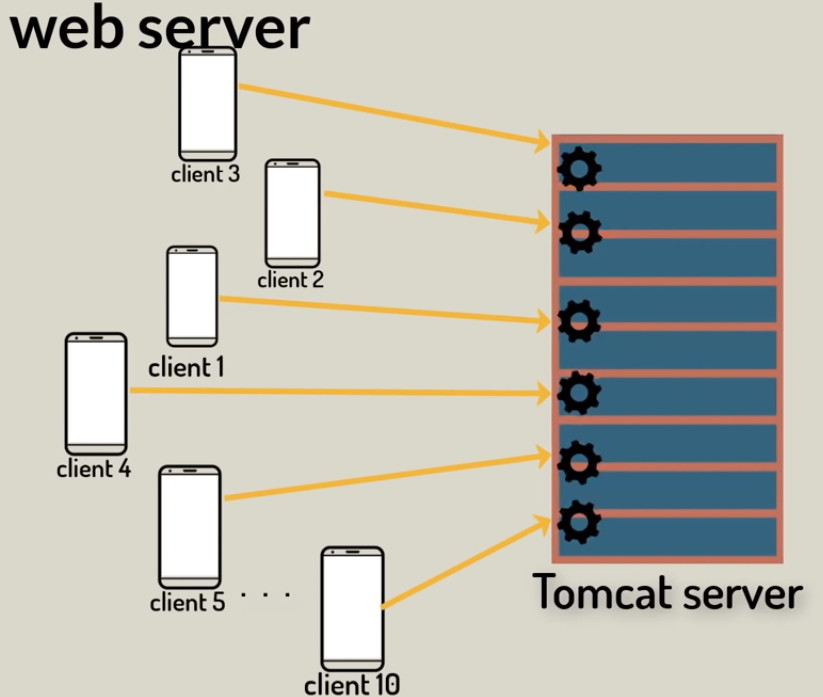 web server
client 3
client 2
client 1
client 4
client 5 . . .
client 10
Tomcat server